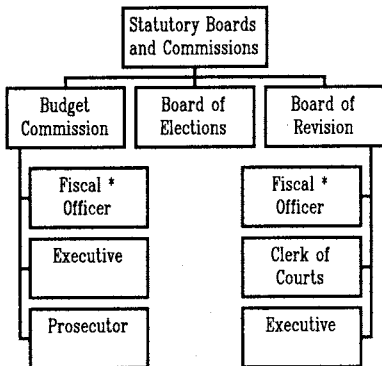 Statutory Boards
and Commissions
Budget
Commission
Board of
Elections
Board of
Revision
Fiscal *
Officer
Executive
Prosecutor
Fiscal *
Officer
Clerk of
Courts
Executive